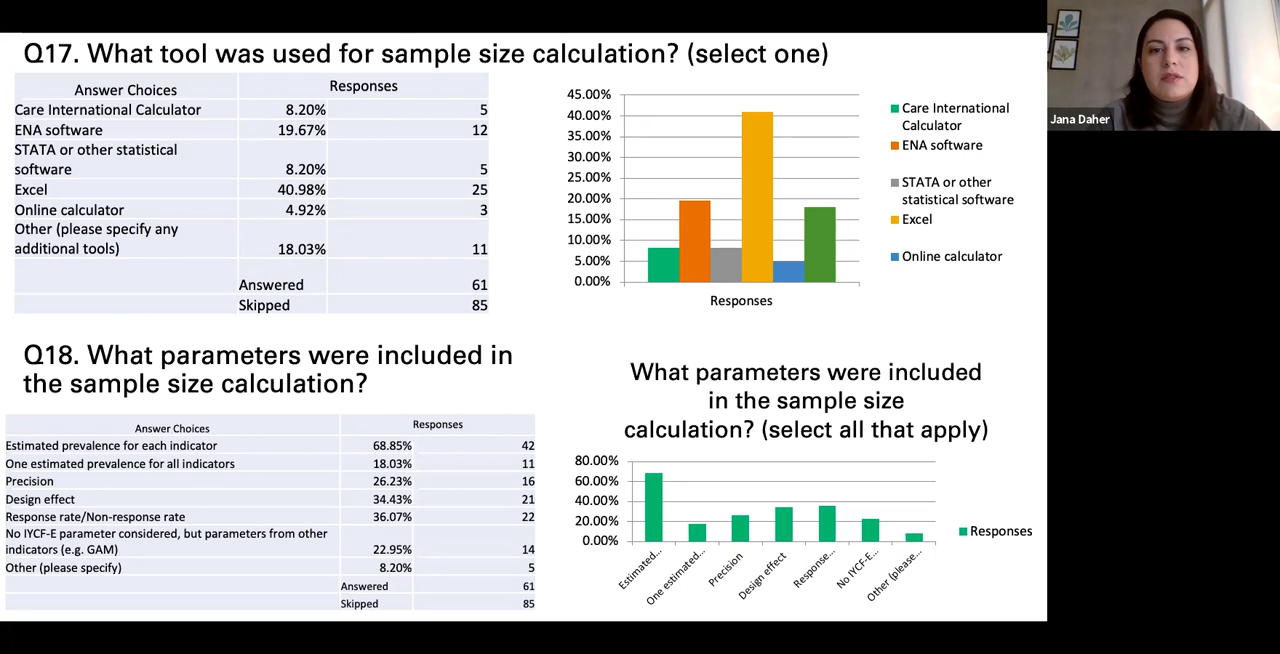 Q17. What tool was used for sample size calculation? (select one)
Answer Choices Responses
Care International Calculator 8.20% 5
ENA software 19.67% 12
STATA or other statistical
software 8.20% 5
Excel 40.98% 25
Online calculator 4.92% 3
Other (please specify any
additional tools) 18.03% 11
Answered 61
Skipped 85
45.00%
40.00%
35.00%
30.00%
25.00%
20.00%
15.00%
10.00%
5.00%
0.00%
Responses
Care International
Calculator
ENA software
STATA or other
statistical software
Excel
Online calculator
Jana Daher
Q18. What parameters were included in
the sample size calculation?
Answer Choices Responses
Estimated prevalence for each indicator 68.85% 42
One estimated prevalence for all indicators 18.03% 11
Precision 26.23% 16
Design effect 34.43% 21
Response rate/Non-response rate 36.07% 22
No IYCF-E parameter considered, but parameters from other
indicators (e.g. GAM) 22.95% 14
Other (please specify) 8.20% 5
Answered 61
Skipped 85
What parameters were included
in the sample size
calculation? (select all that apply)
80.00%
60.00%
40.00%
20.00%
0.00%
Estimated...
One estimated...
Precision
Design effect
Response...
No IYCF-E...
Other (please...
Responses